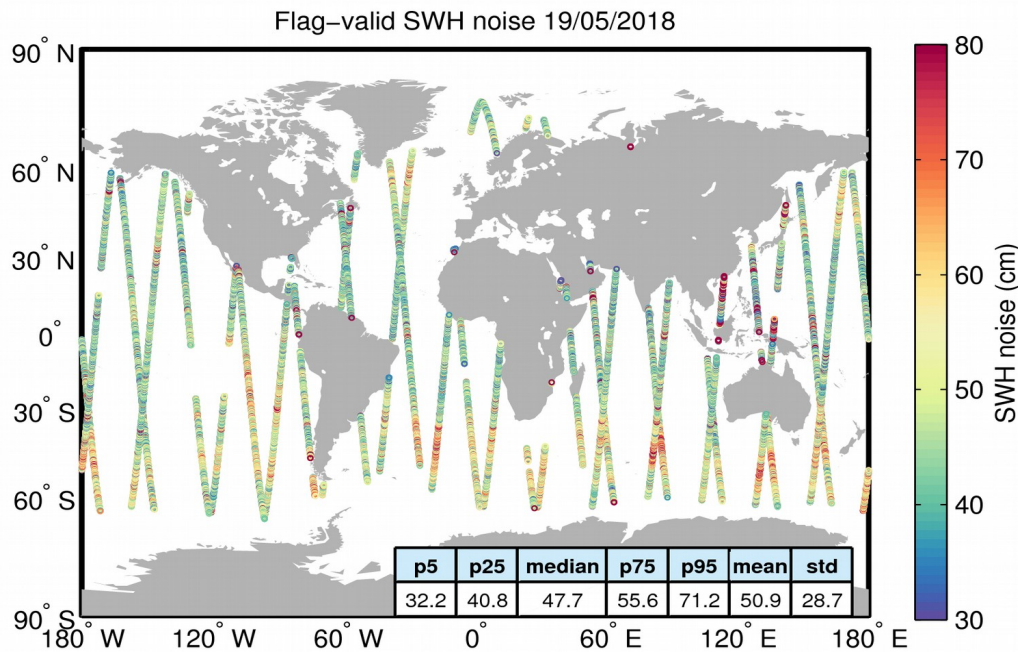 Flag−valid SWH noise 19/05/2018
90° N
60° N
30° N
0°
30° S
60° S
90° S
180° W
120° W
60° W
0°
60° E
120° E
180° E
80
70
60
50
40
30
SWH noise (cm)
p5 p25 median p75 p95 mean std
32.2 40.8 47.7 55.6 71.2 50.9 28.7